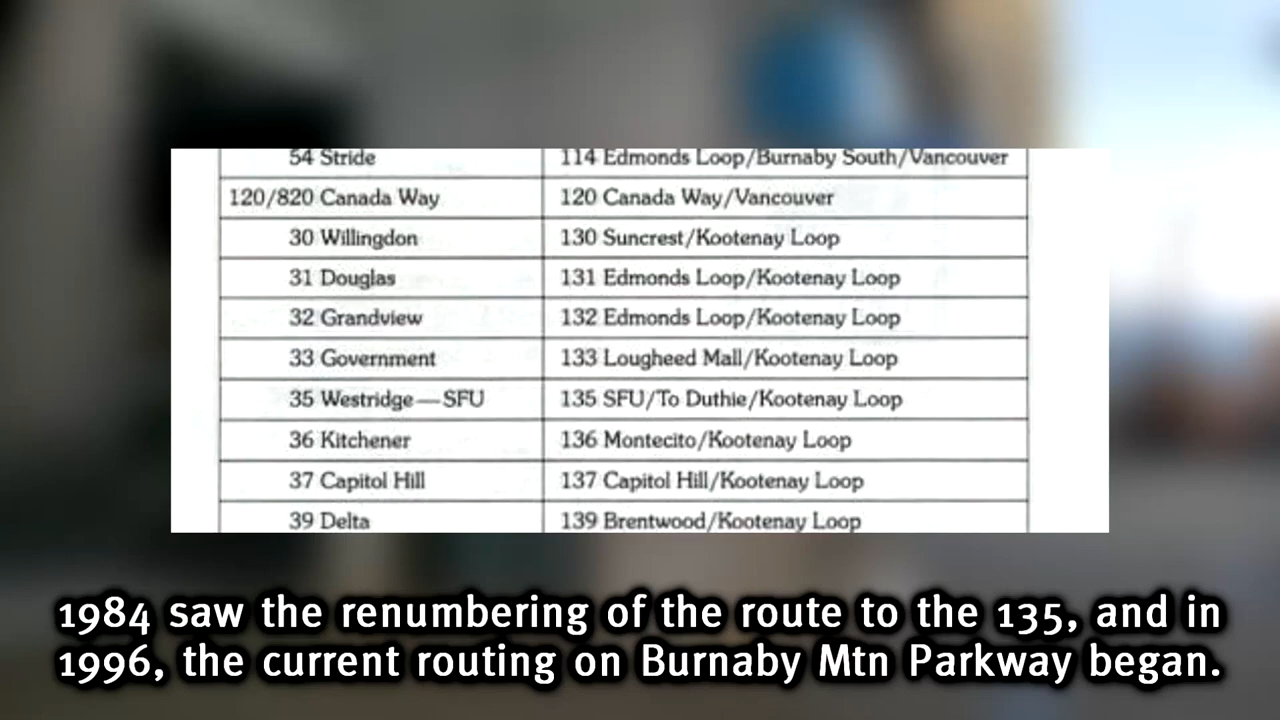 54 Stride 114 Edmonds Loop/Burnaby South/Vancouver
120/820 Canada Way 120 Canada Way/Vancouver
30 Willingdon 130 Suncrest/Kootenay Loop
31 Douglas 131 Edmonds Loop/Kootenay Loop
32 Grandview 132 Edmonds Loop/Kootenay Loop
33 Government 133 Lougheed Mall/Kootenay Loop
35 Westridge—SFU 135 SFU/To Duthie/Kootenay Loop
36 Kitchener 136 Montecito/Kootenay Loop
37 Capitol Hill 137 Capitol Hill/Kootenay Loop
39 Delta 139 Brentwood/Kootenay Loop
1984 saw the renumbering of the route to the 135, and in
1996, the current routing on Burnaby Mtn Parkway began.